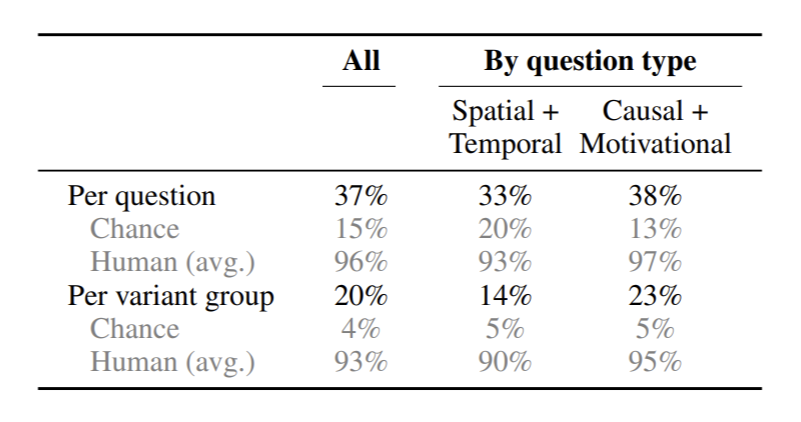 All By question type
Spatial + Causal +
Temporal Motivational
Per question 37% 33% 38%
Chance 15% 20% 13%
Human (avg.) 96% 93% 97%
Per variant group 20% 14% 23%
Chance 4% 5% 5%
Human (avg.) 93% 90% 95%